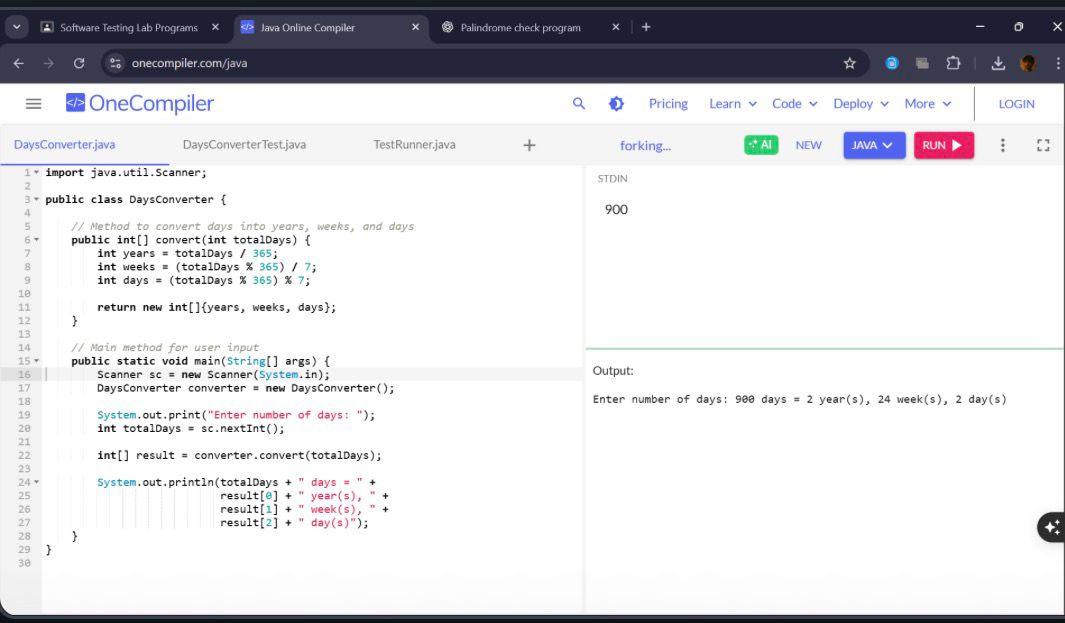 Software Testing Lab Programs
Java Online Compiler
Palindrome check program
onecompiler.com/java
OneCompiler
Pricing Learn Code Deploy More LOGIN
DaysConverter.java DaysConverterTest.java TestRunner.java + forking... AI NEW JAVA RUN
1 import java.util.Scanner;
2
3 public class DaysConverter {
4
5 // Method to convert days into years, weeks, and days
6 public int[] convert(int totalDays) {
7 int years = totalDays / 365;
8 int weeks = (totalDays % 365) / 7;
9 int days = (totalDays % 365) % 7;
10
11 return new int[]{years, weeks, days};
12 }
13
14 // Main method for user input
15 public static void main(String[] args) {
16 Scanner sc = new Scanner(System.in);
17 DaysConverter converter = new DaysConverter();
18
19 System.out.print("Enter number of days: ");
20 int totalDays = sc.nextInt();
21
22 int[] result = converter.convert(totalDays);
23
24 System.out.println(totalDays + " days = " +
25 result[0] + " year(s), " +
26 result[1] + " week(s), " +
27 result[2] + " day(s)");
28 }
29 }
30
STDIN
900
Output:
Enter number of days: 900 days = 2 year(s), 24 week(s), 2 day(s)